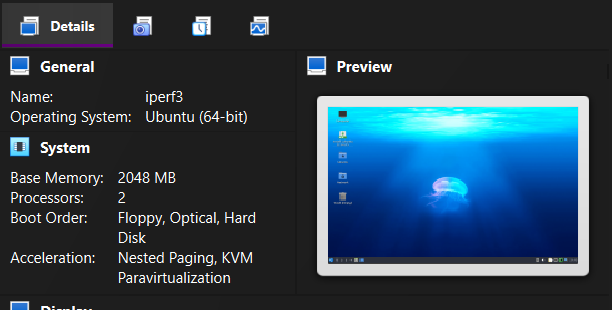 Details
General
Name: iperf3
Operating System: Ubuntu (64-bit)
System
Base Memory: 2048 MB
Processors: 2
Boot Order: Floppy, Optical, Hard
Disk
Acceleration: Nested Paging, KVM
Paravirtualization
Display
Preview